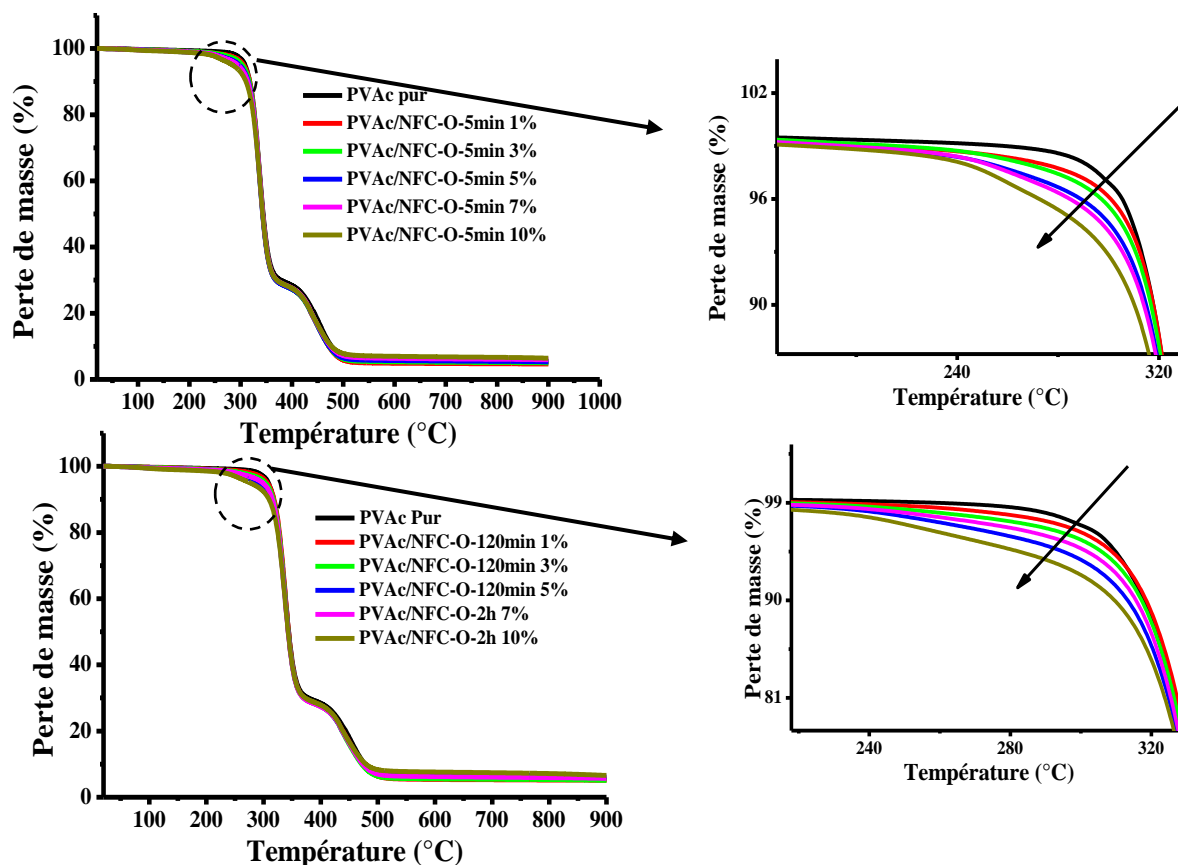 100
80
60
40
20
0
Perte de masse (%)
PVAc pur
PVAc/NFC-O-5min 1%
PVAc/NFC-O-5min 3%
PVAc/NFC-O-5min 5%
PVAc/NFC-O-5min 7%
PVAc/NFC-O-5min 10%
100 200 300 400 500 600 700 800 900 1000
Température (°C)
102
96
90
Perte de masse (%)
240 320
Température (°C)
100
80
60
40
20
0
Perte de masse (%)
PVAc Pur
PVAc/NFC-O-120min 1%
PVAc/NFC-O-120min 3%
PVAc/NFC-O-120min 5%
PVAc/NFC-O-2h 7%
PVAc/NFC-O-2h 10%
100 200 300 400 500 600 700 800 900
Température (°C)
99
90
81
Perte de masse (%)
240 280 320
Température (°C)